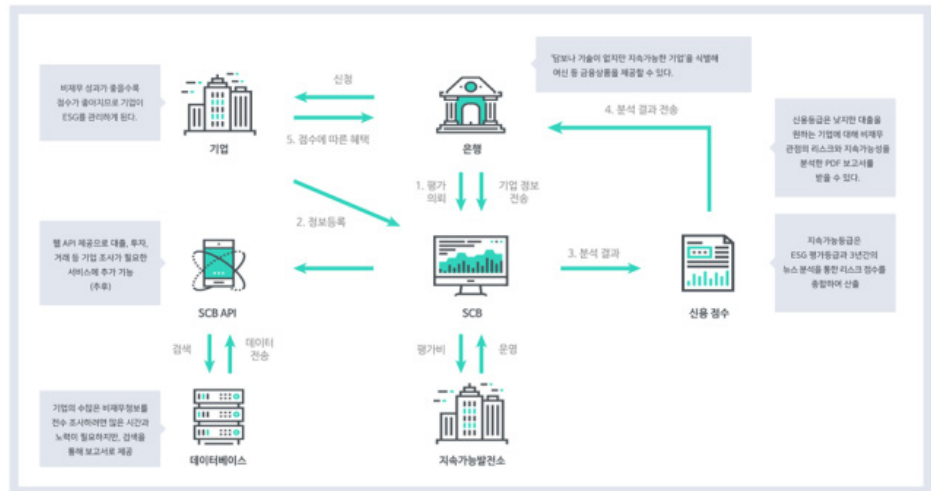 비재무 성과가 좋을수록
점수가 좋아지므로 기업이
ESG를 관리하게 된다.
기업
신청
5. 점수에 따른 혜택
은행
'담보나 기술이 없지만 지속가능한 기업'을 식별해
여신 등 금융상품을 제공할 수 있다.
4. 분석 결과 전송
신용등급은 낮지만 대출을
원하는 기업에 대해 비재무
관점의 리스크와 지속가능성을
분석한 PDF 보고서를
받을 수 있다.
1. 평가
의뢰
기업 정보
전송
2. 정보등록
웹 API 제공으로 대출, 투자,
거래 등 기업 조사가 필요한
서비스에 추가 가능
(추후)
SCB API
SCB
3. 분석 결과
신용 점수
지속가능등급은
ESG 평가등급과 3년간의
뉴스 분석을 통한 리스크 점수를
종합하여 산출
검색
데이터
전송
평가비
운영
기업의 수많은 비재무정보를
전수 조사하려면 많은 시간과
노력이 필요하지만, 검색을
통해 보고서로 제공
데이터베이스
지속가능발전소